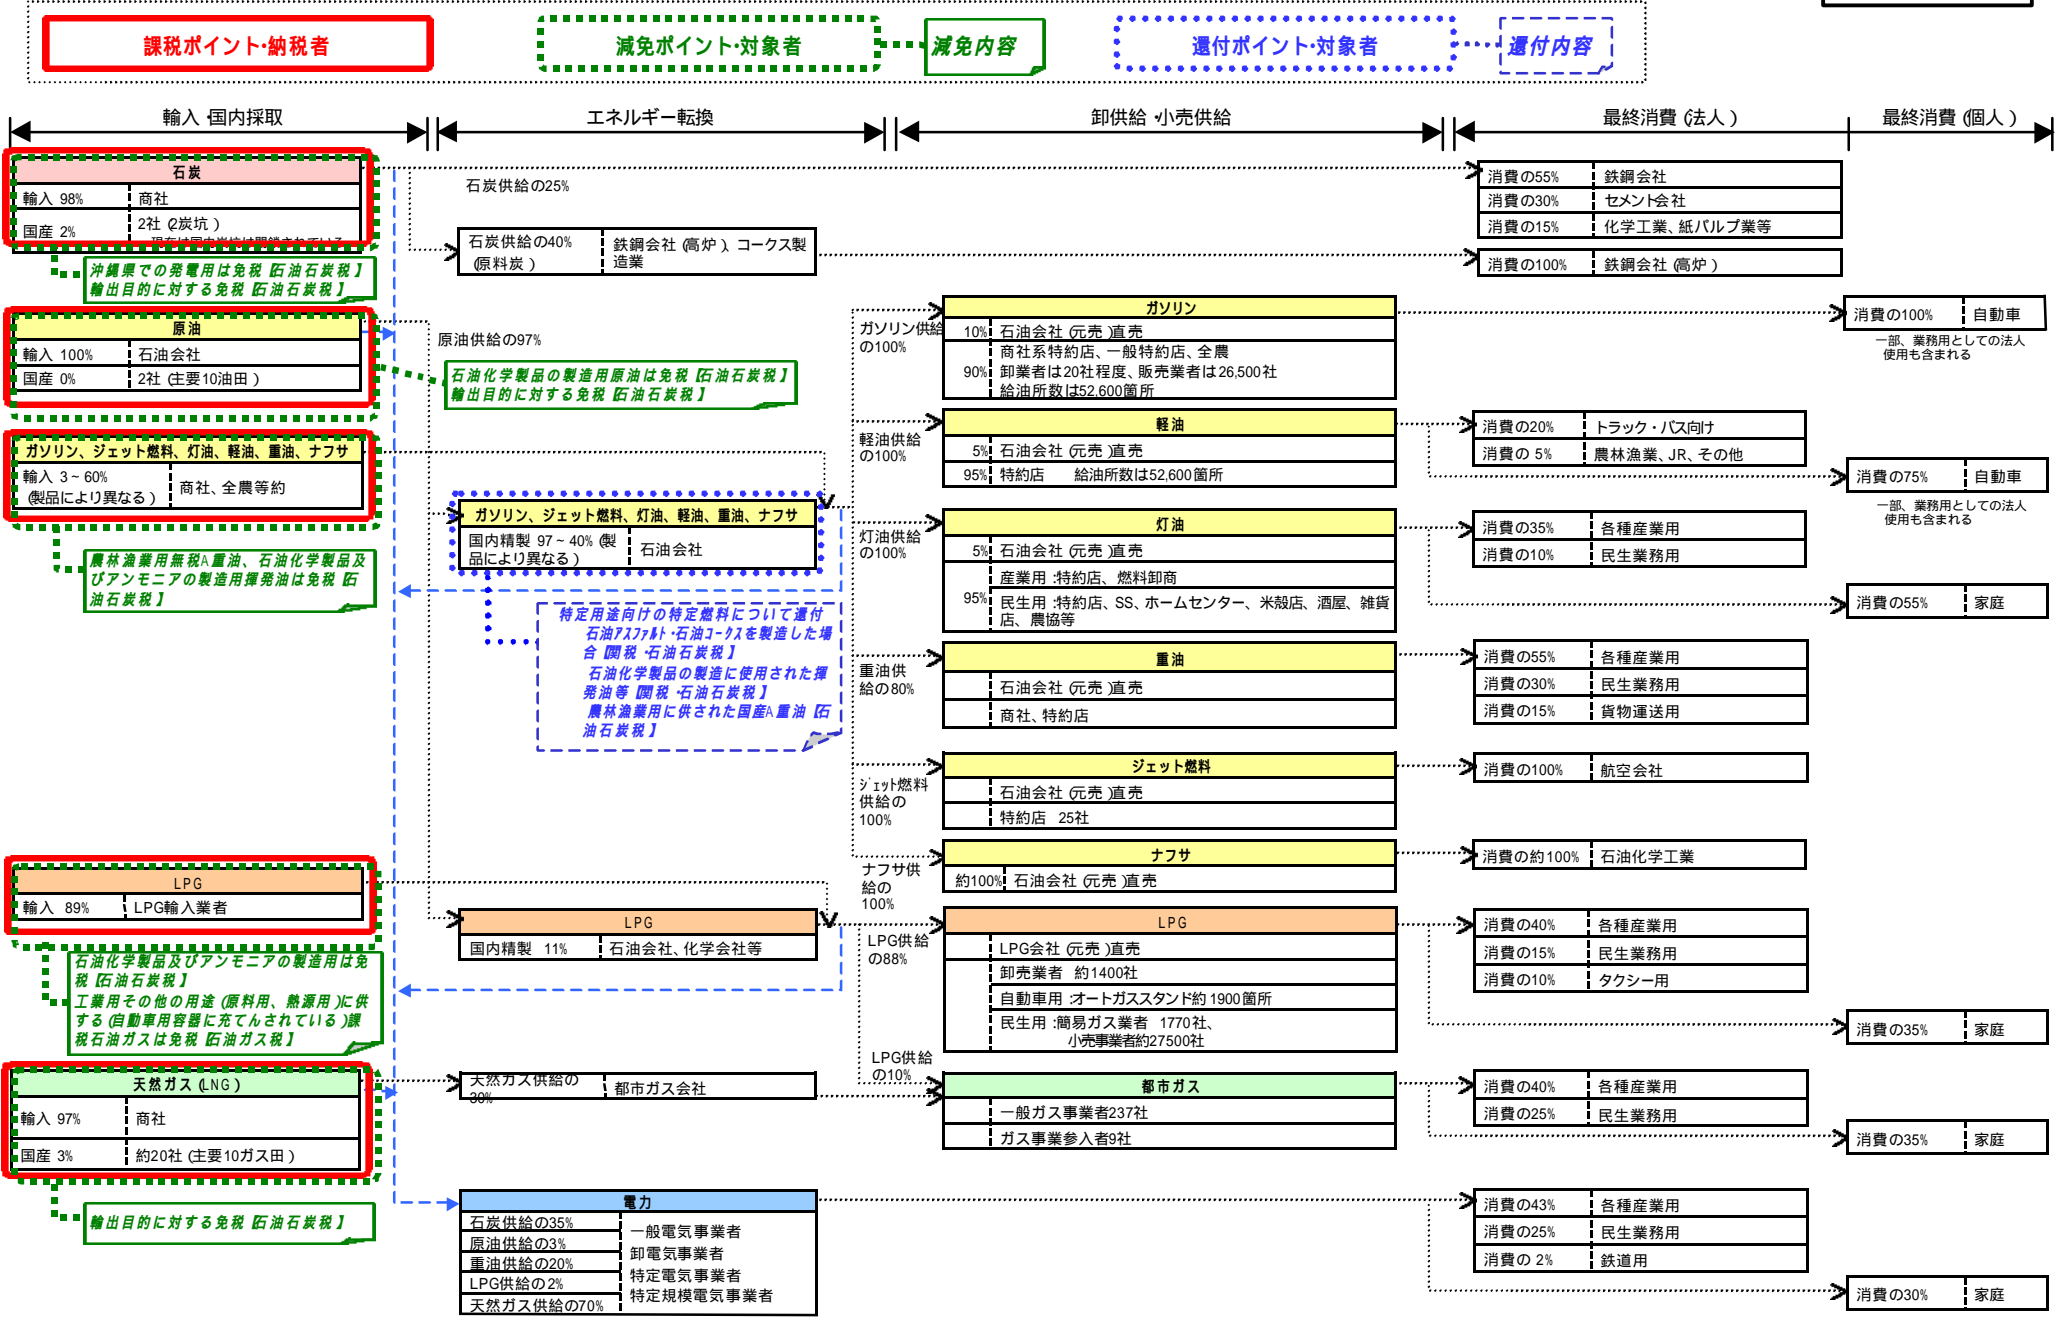 課税ポイント・納税者
減免ポイント・対象者
減免内容
還付ポイント・対象者
還付内容
輸入・国内採取
エネルギー転換
卸供給・小売供給
最終消費（法人）
最終消費（個人）
石炭
輸入 98%
商社
国産 2%
2社（2炭坑）
沖縄県での発電用は免税【石油石炭税】
輸出目的に対する免税【石油石炭税】
原油
輸入 100%
石油会社
国産 0%
2社（主要10油田）
ガソリン、ジェット燃料、灯油、軽油、重油、ナフサ
輸入 3～60%
（製品により異なる）
商社、全農等約
農林漁業用無税A重油、石油化学製品及
びアンモニアの製造用揮発油は免税【石
油石炭税】
LPG
輸入 89%
LPG輸入業者
石油化学製品及びアンモニアの製造用は免
税【石油石炭税】
工業用その他の用途（原料用、熱源用）に供
する（自動車用容器に充てんされている）課
税石油ガスは免税【石油ガス税】
天然ガス（LNG）
輸入 97%
商社
国産 3%
約20社（主要10ガス田）
輸出目的に対する免税【石油石炭税】
石炭供給の25%
石炭供給の40%
（原料炭）
鉄鋼会社（高炉）、コークス製
造業
原油供給の97%
石油化学製品の製造用原油は免税【石油石炭税】
輸出目的に対する免税【石油石炭税】
ガソリン、ジェット燃料、灯油、軽油、重油、ナフサ
国内精製 97～40%（製
品により異なる）
石油会社
特定用途向けの特定燃料について還付
石油アスファルト・石油コークスを製造した場
合【関税・石油石炭税】
石油化学製品の製造に使用された揮
発油等【関税・石油石炭税】
農林漁業用に供された国産A重油【石
油石炭税】
LPG
国内精製 11%
石油会社、化学会社等
天然ガス供給の
30%
都市ガス会社
電力
石炭供給の35%
原油供給の3%
重油供給の20%
LPG供給の2%
天然ガス供給の70%
一般電気事業者
卸電気事業者
特定電気事業者
特定規模電気事業者
ガソリン供給
の100%
ガソリン
10%
石油会社（元売）直売
90%
商社系特約店、一般特約店、全農
卸業者は20社程度、販売業者は26,500社
給油所数は52,600箇所
軽油供給
の100%
軽油
5%
石油会社（元売）直売
95%
特約店 給油所数は52,600箇所
灯油供給
の100%
灯油
5%
石油会社（元売）直売
95%
産業用：特約店、燃料卸商
民生用：特約店、SS、ホームセンター、米殻店、酒屋、雑貨
店、農協等
重油供
給の80%
重油
石油会社（元売）直売
商社、特約店
ジェット燃料
供給の
100%
ジェット燃料
石油会社（元売）直売
特約店 25社
ナフサ供
給の
100%
ナフサ
約100%
石油会社（元売）直売
LPG供給
の88%
LPG
LPG会社（元売）直売
卸売業者 約1400社
自動車用：オートガススタンド約1900箇所
民生用：簡易ガス業者 1770社、
小売事業者約27500社
LPG供給
の10%
都市ガス
一般ガス事業者237社
ガス事業参入者9社
消費の55%
鉄鋼会社
消費の30%
セメント会社
消費の15%
化学工業、紙パルプ業等
消費の100%
鉄鋼会社（高炉）
消費の100%
自動車
一部、業務用としての法人
使用も含まれる
消費の20%
トラック・バス向け
消費の 5%
農林漁業、JR、その他
消費の75%
自動車
一部、業務用としての法人
使用も含まれる
消費の35%
各種産業用
消費の10%
民生業務用
消費の55%
家庭
消費の55%
各種産業用
消費の30%
民生業務用
消費の15%
貨物運送用
消費の100%
航空会社
消費の約100%
石油化学工業
消費の40%
各種産業用
消費の15%
民生業務用
消費の10%
タクシー用
消費の35%
家庭
消費の40%
各種産業用
消費の25%
民生業務用
消費の35%
家庭
消費の43%
各種産業用
消費の25%
民生業務用
消費の 2%
鉄道用
消費の30%
家庭